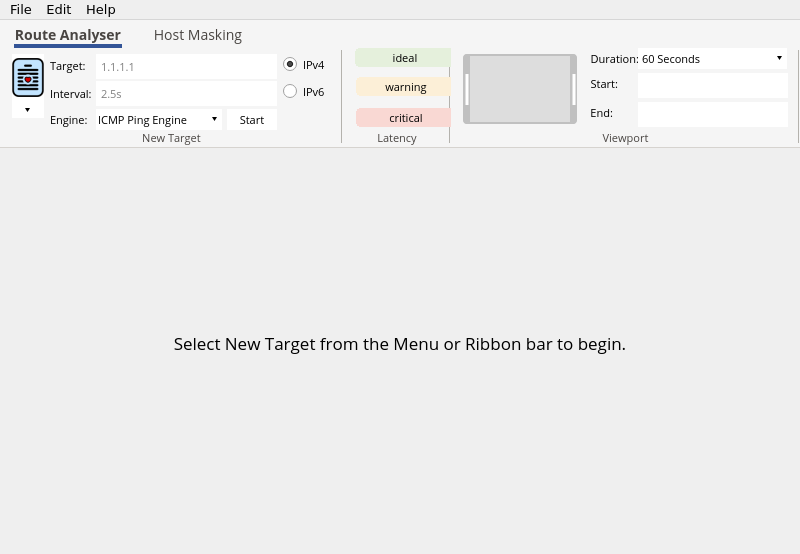 File Edit Help
Route Analyser Host Masking
Target: 1.1.1.1
Interval: 2.5s
Engine: ICMP Ping Engine Start
IPv4
IPv6
New Target
ideal
warning
critical
Latency
Duration: 60 Seconds
Start:
End:
Viewport
Select New Target from the Menu or Ribbon bar to begin.